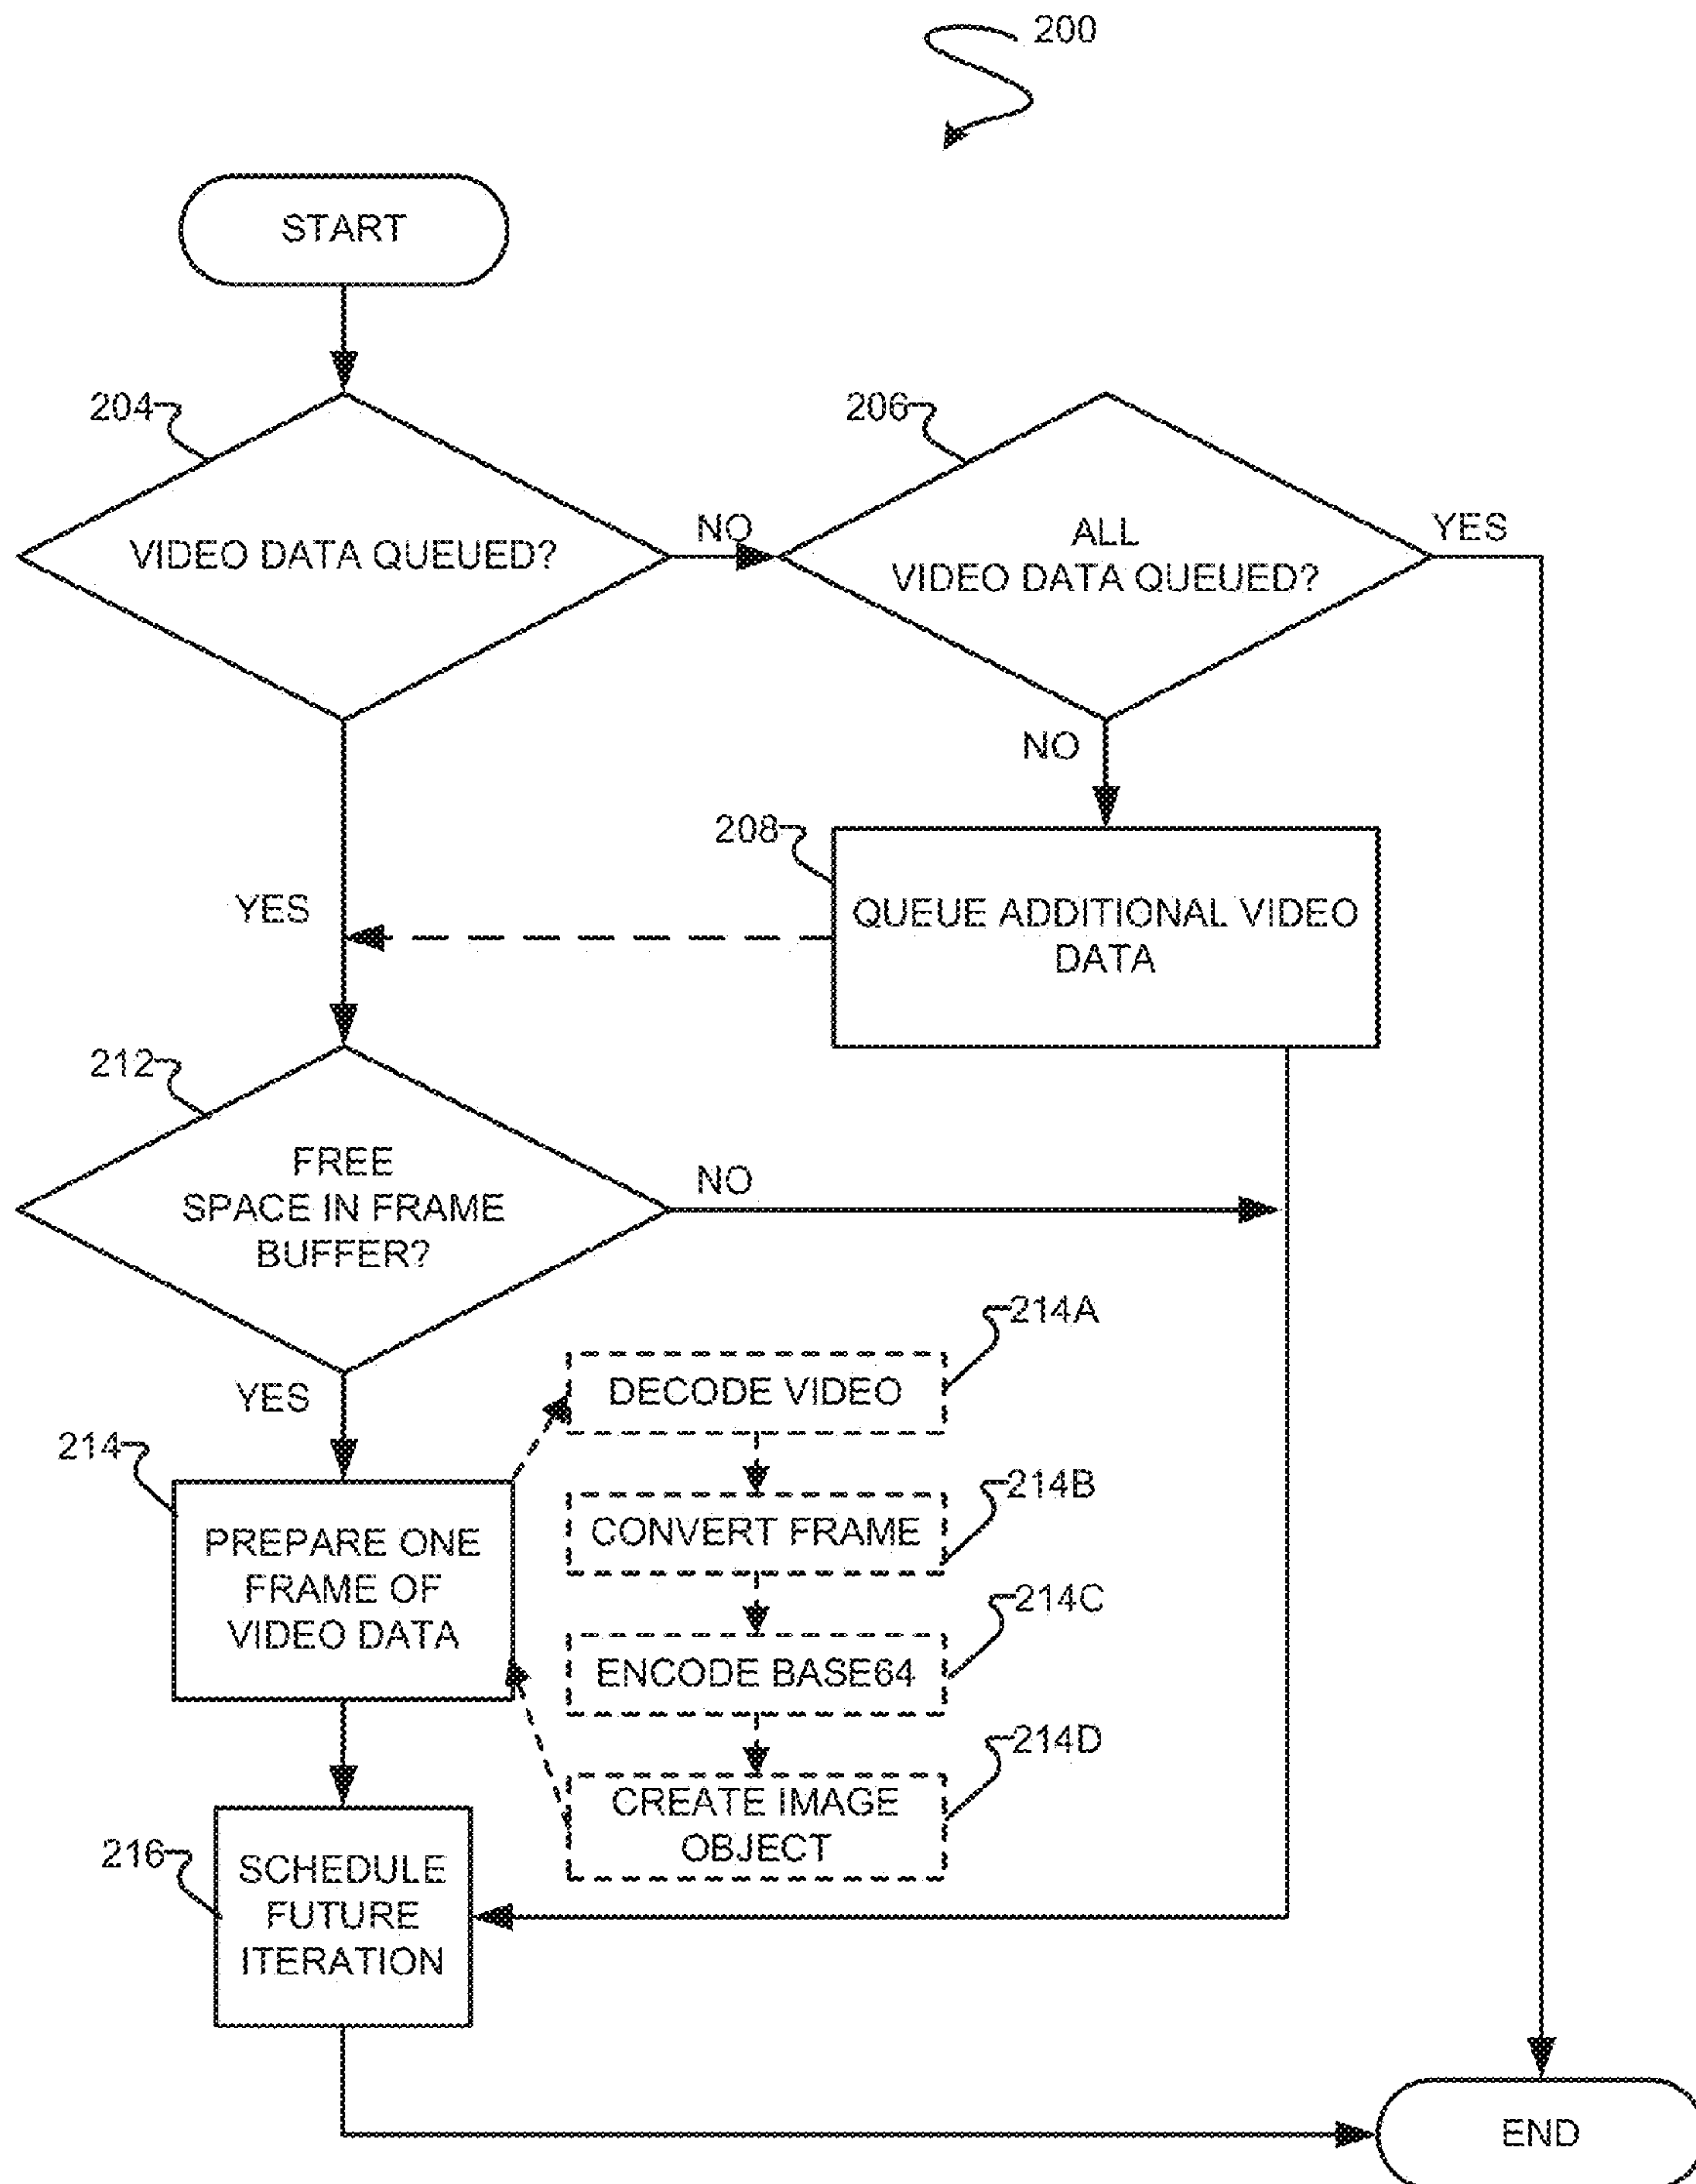 200
START
204
206
VIDEO DATA QUEUED?
NO
ALL
VIDEO DATA QUEUED?
YES
NO
208
QUEUE ADDITIONAL VIDEO
DATA
YES
212
FREE
SPACE IN FRAME
BUFFER?
NO
YES
214
PREPARE ONE
FRAME OF
VIDEO DATA
214A
DECODE VIDEO
214B
CONVERT FRAME
214C
ENCODE BASE64
214D
CREATE IMAGE
OBJECT
216
SCHEDULE
FUTURE
ITERATION
END